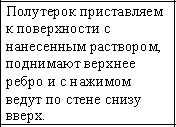 Полутерок приставляем
к поверхности с
нанесенным раствором,
поднимают верхнее
ребро и с нажимом
ведут по стене снизу
вверх.